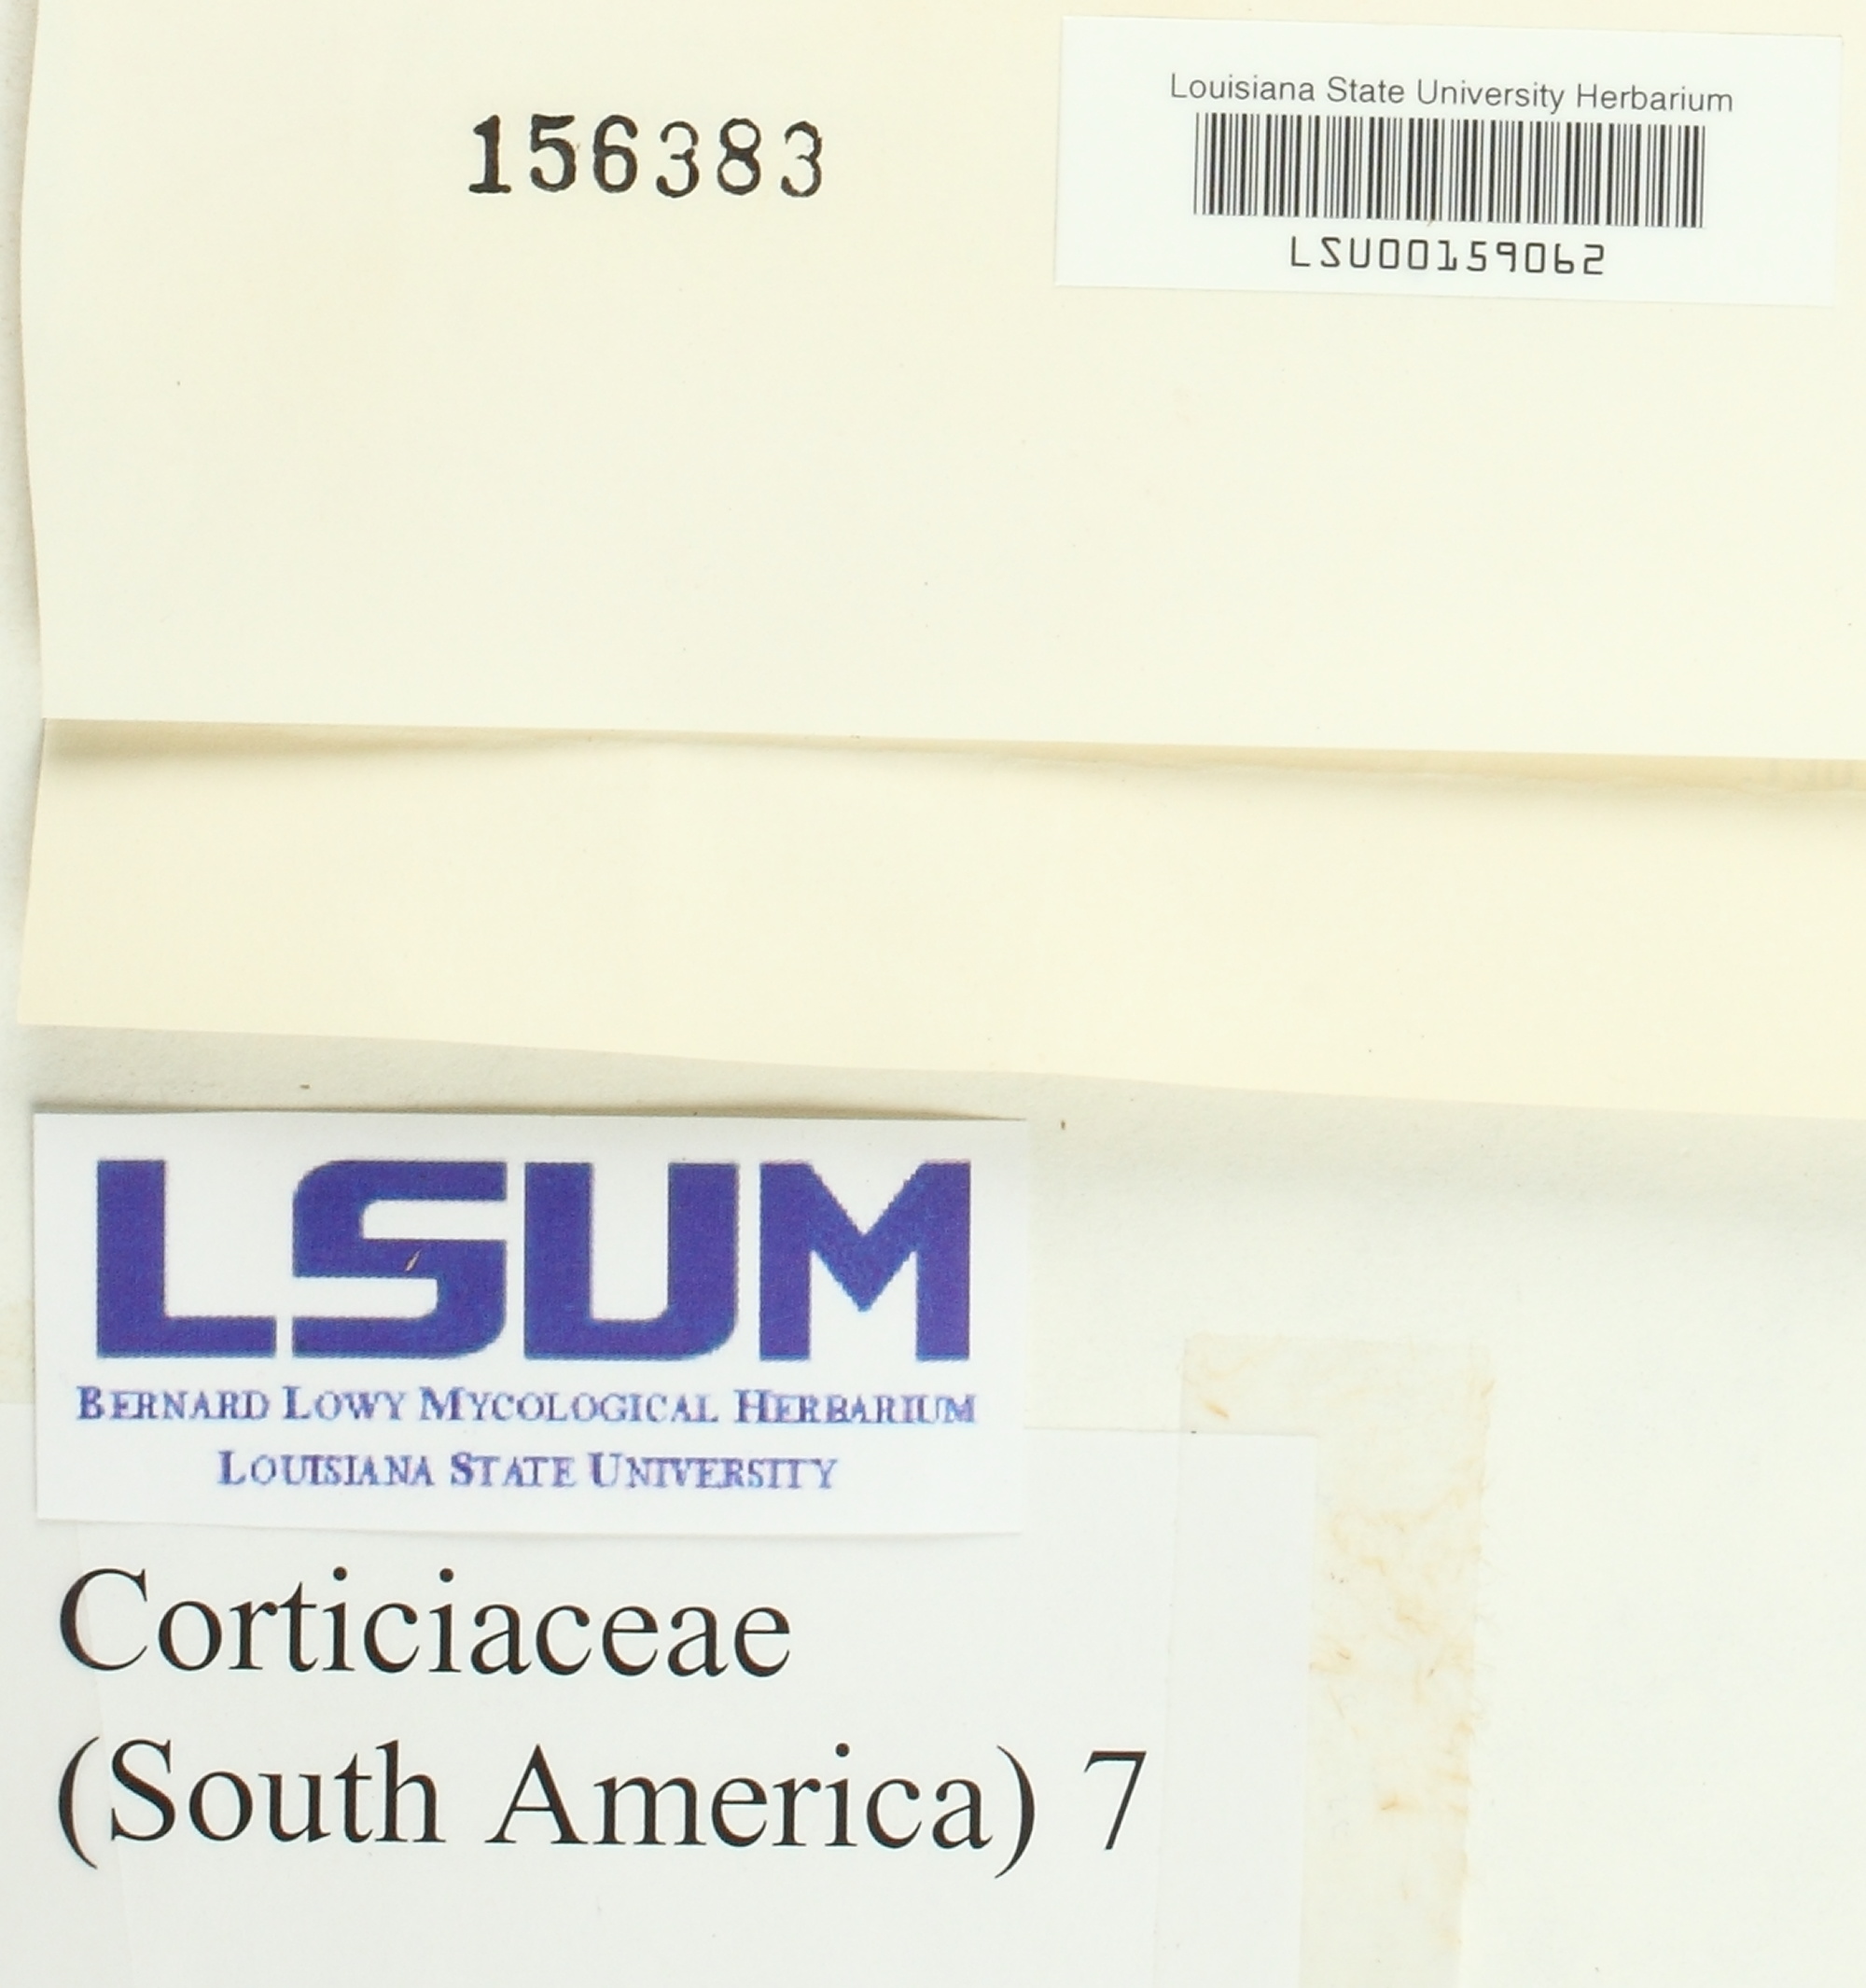 156383
Louisiana State University Herbarium
LSU00159062
LSUM
BERNARD LOWY MYCOLOGICAL HERBARIUM
LOUISIANA STATE UNIVERSITY
Corticiaceae
(South America) 7